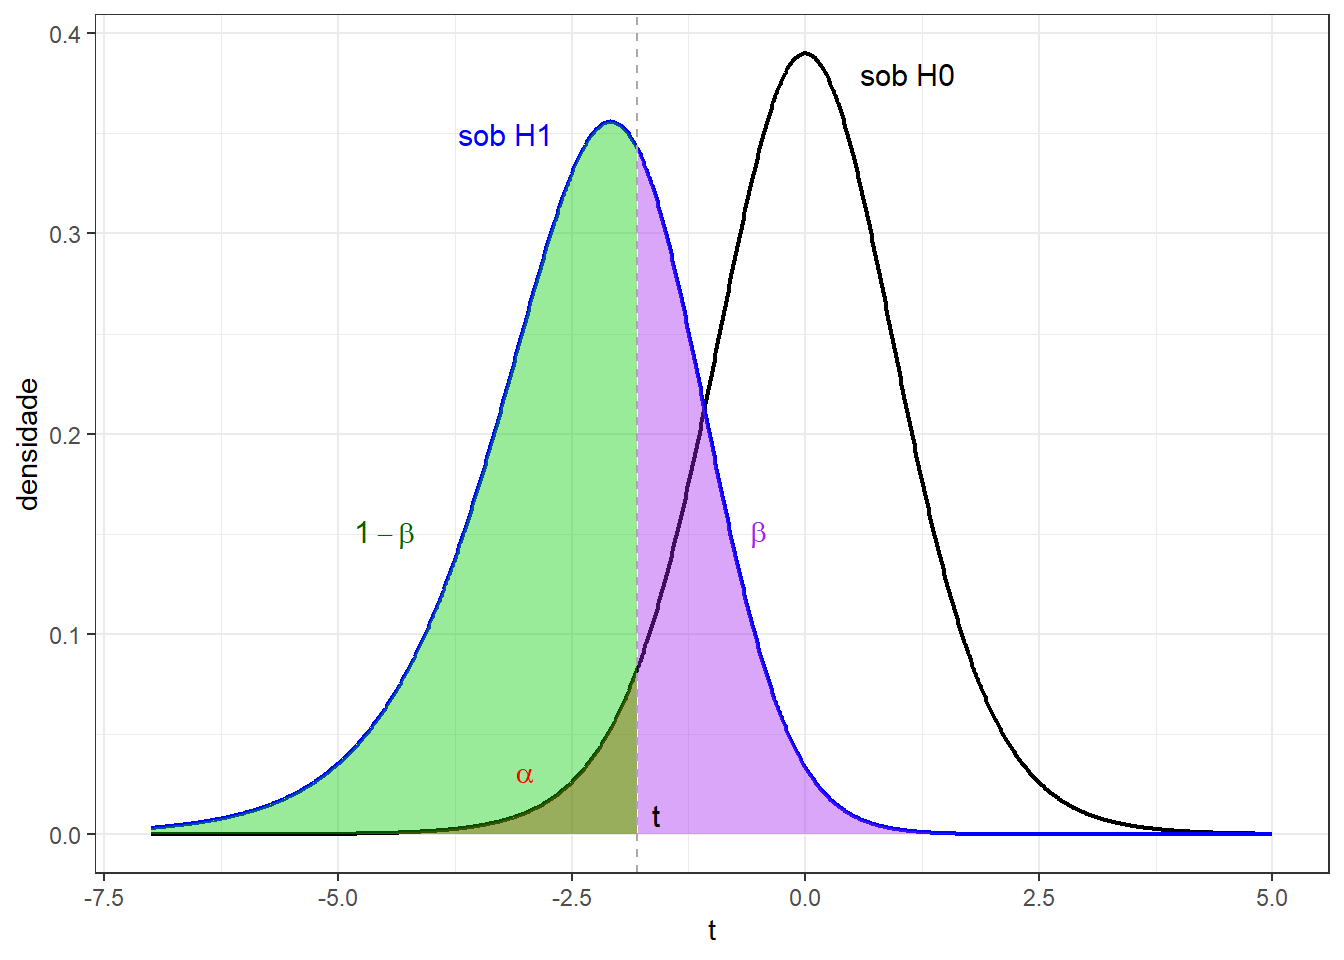 0.4
sob H0
sob H1
0.3
densidade
0.2
1 − β
β
0.1
α
t
0.0
-7.5
-5.0
-2.5
0.0
2.5
5.0
t